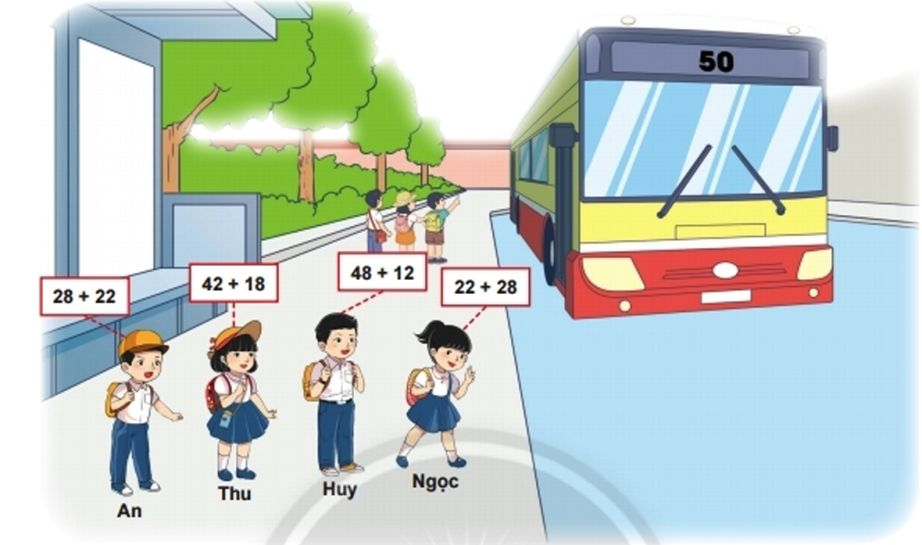 50
28 + 22
42 + 18
48 + 12
22 + 28
An
Thu
Huy
Ngọc